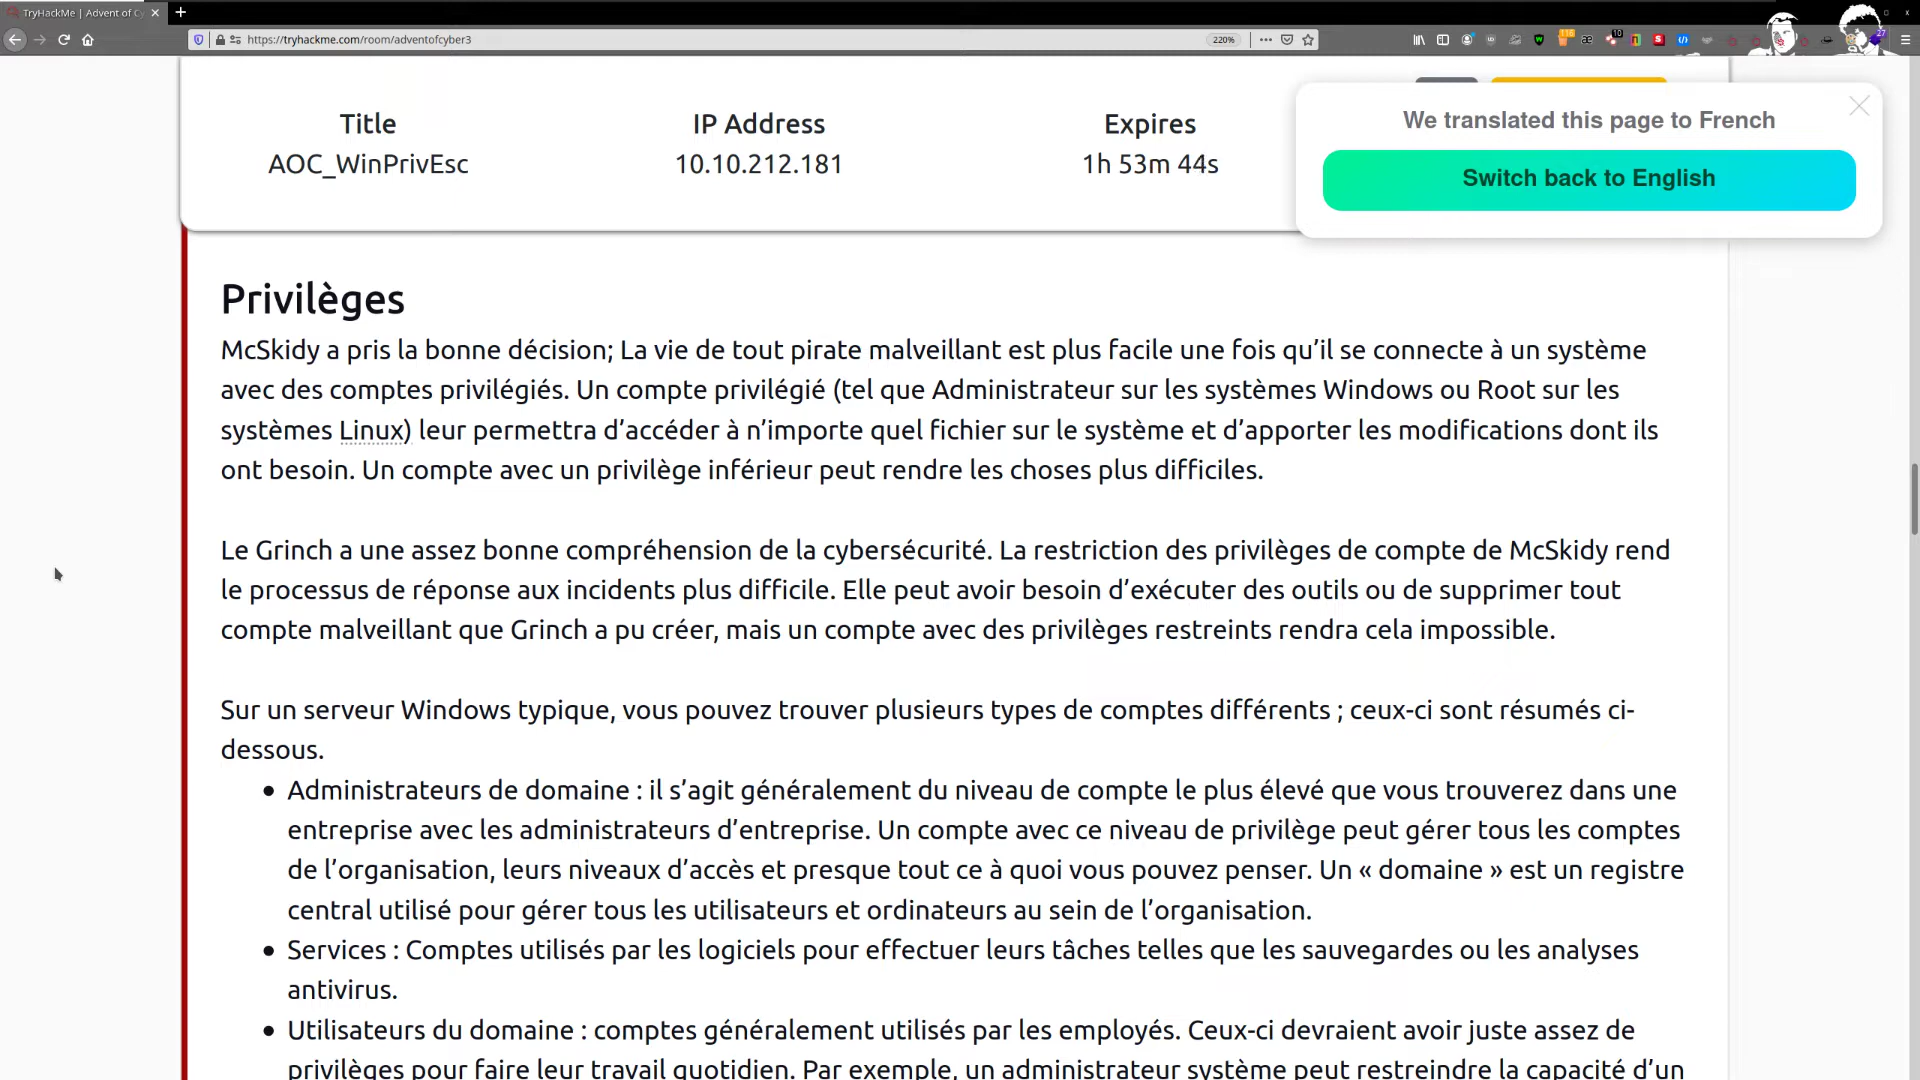 TryHackMe | Advent of Cy
https://tryhackme.com/room/adventofcyber3
220%
Title
IP Address
Expires
AOC_WinPrivEsc
10.10.212.181
1h 53m 44s
We translated this page to French
Switch back to English
Privilèges
McSkidy a pris la bonne décision; La vie de tout pirate malveillant est plus facile une fois qu’il se connecte à un système
avec des comptes privilégiés. Un compte privilégié (tel que Administrateur sur les systèmes Windows ou Root sur les
systèmes Linux) leur permettra d’accéder à n’importe quel fichier sur le système et d’apporter les modifications dont ils
ont besoin. Un compte avec un privilège inférieur peut rendre les choses plus difficiles.
Le Grinch a une assez bonne compréhension de la cybersécurité. La restriction des privilèges de compte de McSkidy rend
le processus de réponse aux incidents plus difficile. Elle peut avoir besoin d’exécuter des outils ou de supprimer tout
compte malveillant que Grinch a pu créer, mais un compte avec des privilèges restreints rendra cela impossible.
Sur un serveur Windows typique, vous pouvez trouver plusieurs types de comptes différents ; ceux-ci sont résumés ci-
dessous.
Administrateurs de domaine : il s’agit généralement du niveau de compte le plus élevé que vous trouverez dans une
entreprise avec les administrateurs d’entreprise. Un compte avec ce niveau de privilège peut gérer tous les comptes
de l’organisation, leurs niveaux d’accès et presque tout ce à quoi vous pouvez penser. Un « domaine » est un registre
central utilisé pour gérer tous les utilisateurs et ordinateurs au sein de l’organisation.
Services : Comptes utilisés par les logiciels pour effectuer leurs tâches telles que les sauvegardes ou les analyses
antivirus.
Utilisateurs du domaine : comptes généralement utilisés par les employés. Ceux-ci devraient avoir juste assez de
privilèges pour faire leur travail quotidien. Par exemple, un administrateur système peut restreindre la capacité d’un